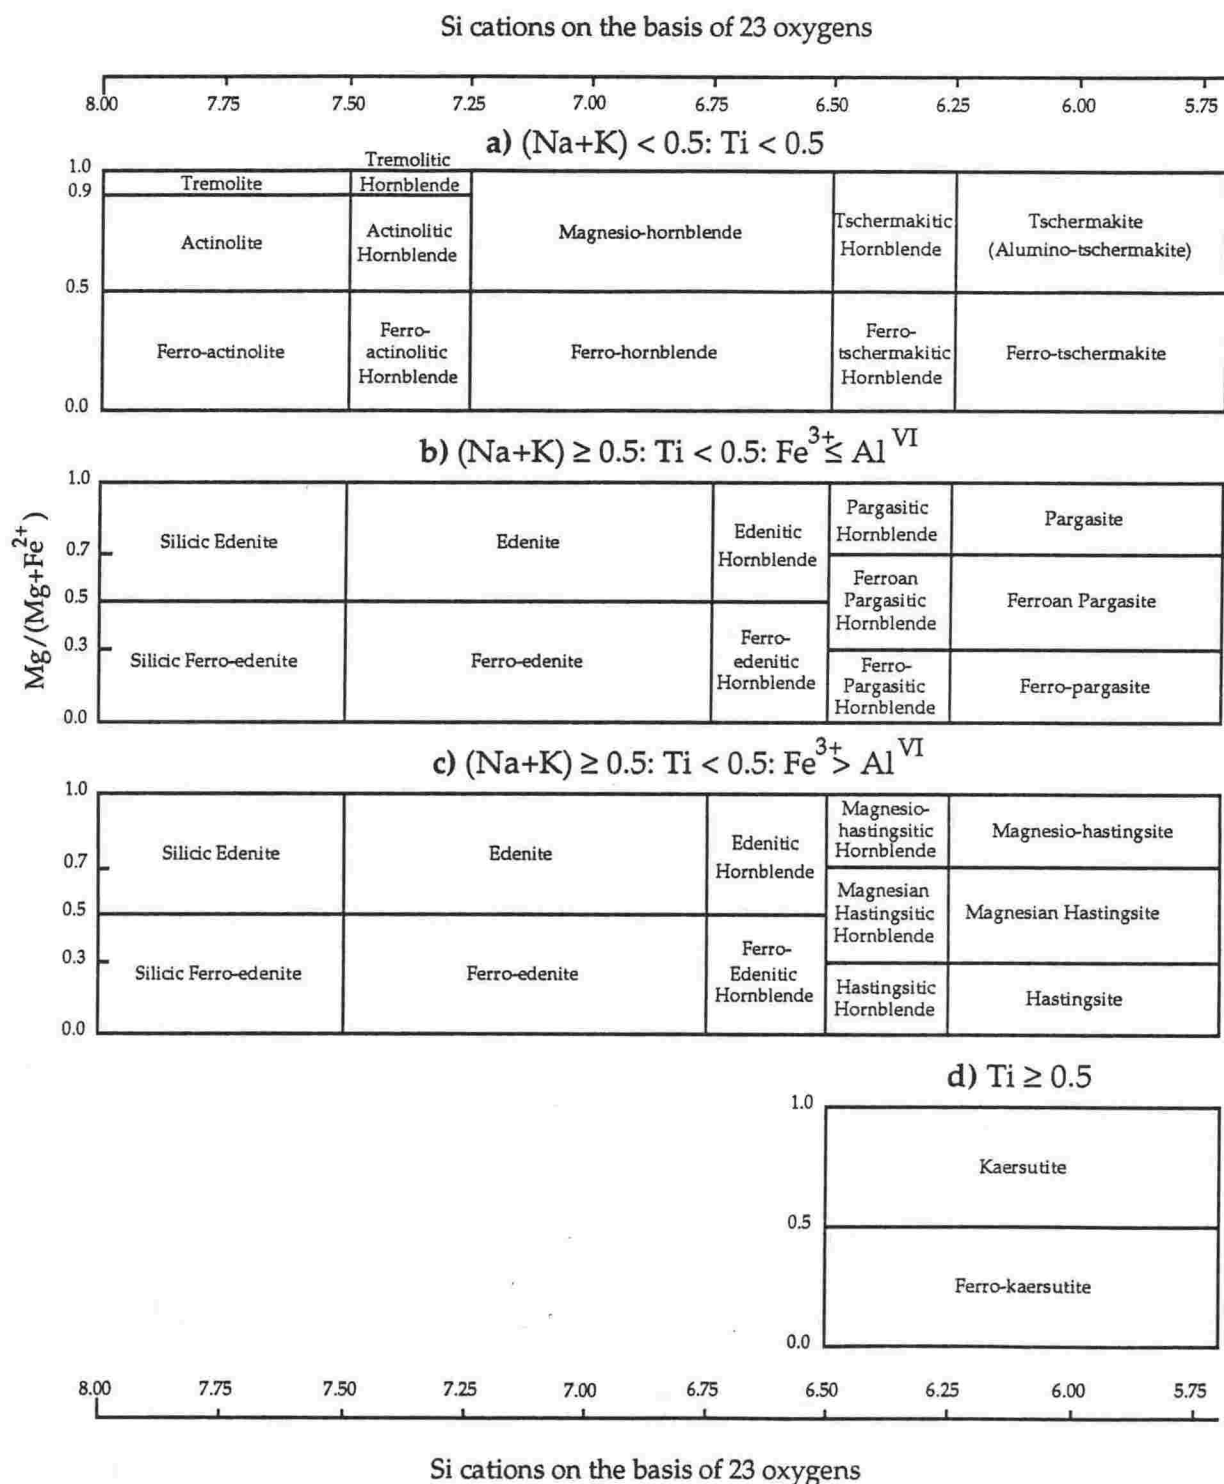 Si cations on the basis of 23 oxygens
8.00 7.75 7.50 7.25 7.00 6.75 6.50 6.25 6.00 5.75
a) (Na+K) < 0.5: Ti < 0.5
1.0
0.9
0.5
0.0
Tremolite
Tremolitic
Hornblende
Actinolite
Actinolitic
Hornblende
Magnesio-hornblende
Tschermakitic
Hornblende
Tschermakite
(Alumino-tschermakite)
Ferro-actinolite
Ferro-
actinolitic
Hornblende
Ferro-hornblende
Ferro-
tschermakitic
Hornblende
Ferro-tschermakite
b) (Na+K) ≥ 0.5: Ti < 0.5: Fe³⁺ ≤ Al^VI
Mg/(Mg+Fe²⁺)
1.0
0.7
0.5
0.3
0.0
Silicic Edenite
Edenite
Edenitic
Hornblende
Pargasitic
Hornblende
Pargasite
Ferroan
Pargasitic
Hornblende
Ferroan Pargasite
Silicic Ferro-edenite
Ferro-edenite
Ferro-
edenitic
Hornblende
Ferro-
Pargasitic
Hornblende
Ferro-pargasite
c) (Na+K) ≥ 0.5: Ti < 0.5: Fe³⁺ > Al^VI
1.0
0.7
0.5
0.3
0.0
Silicic Edenite
Edenite
Edenitic
Hornblende
Magnesio-
hastingsitic
Hornblende
Magnesio-hastingsite
Magnesian
Hastingsitic
Hornblende
Magnesian Hastingsite
Silicic Ferro-edenite
Ferro-edenite
Ferro-
Edenitic
Hornblende
Hastingsitic
Hornblende
Hastingsite
d) Ti ≥ 0.5
1.0
0.5
0.0
Kaersutite
Ferro-kaersutite
8.00 7.75 7.50 7.25 7.00 6.75 6.50 6.25 6.00 5.75
Si cations on the basis of 23 oxygens